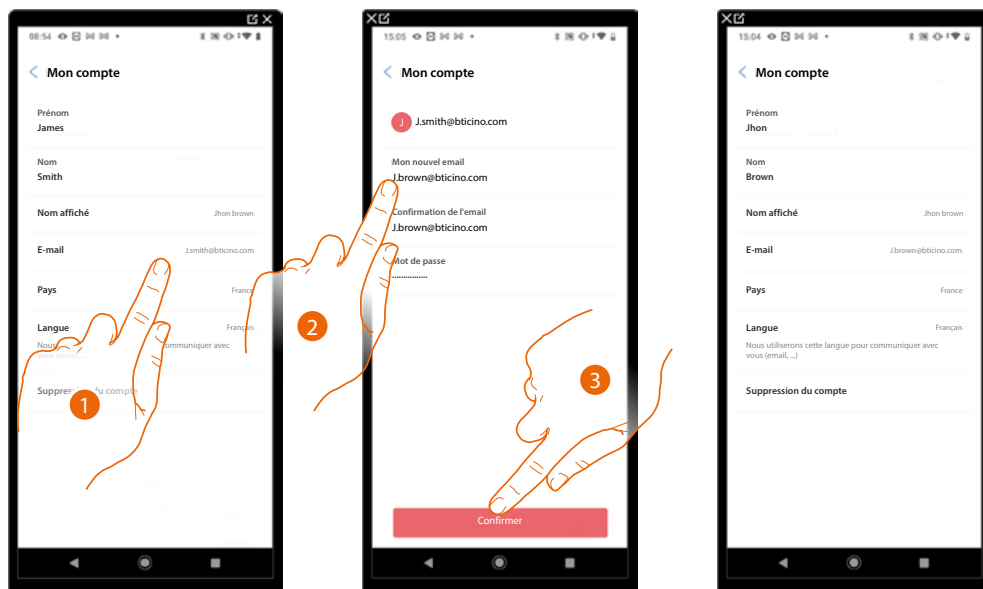 08:54
Mon compte
Prénom
James
Nom
Smith
Nom affiché
Jhon brown
E-mail
J.smith@bticino.com
Pays
France
Langue
Français
communiquer avec
vous (email,
du compte
1
15:05
Mon compte
J
J.smith@bticino.com
Mon nouvel email
J.brown@bticino.com
Confirmation de l'email
J.brown@bticino.com
Mot de passe
................
2
3
Confirmer
15:04
Mon compte
Prénom
Jhon
Nom
Brown
Nom affiché
Jhon brown
E-mail
J.brown@bticino.com
Pays
France
Langue
Français
Nous utiliserons cette langue pour communiquer avec
vous (email, ...)
Suppression du compte